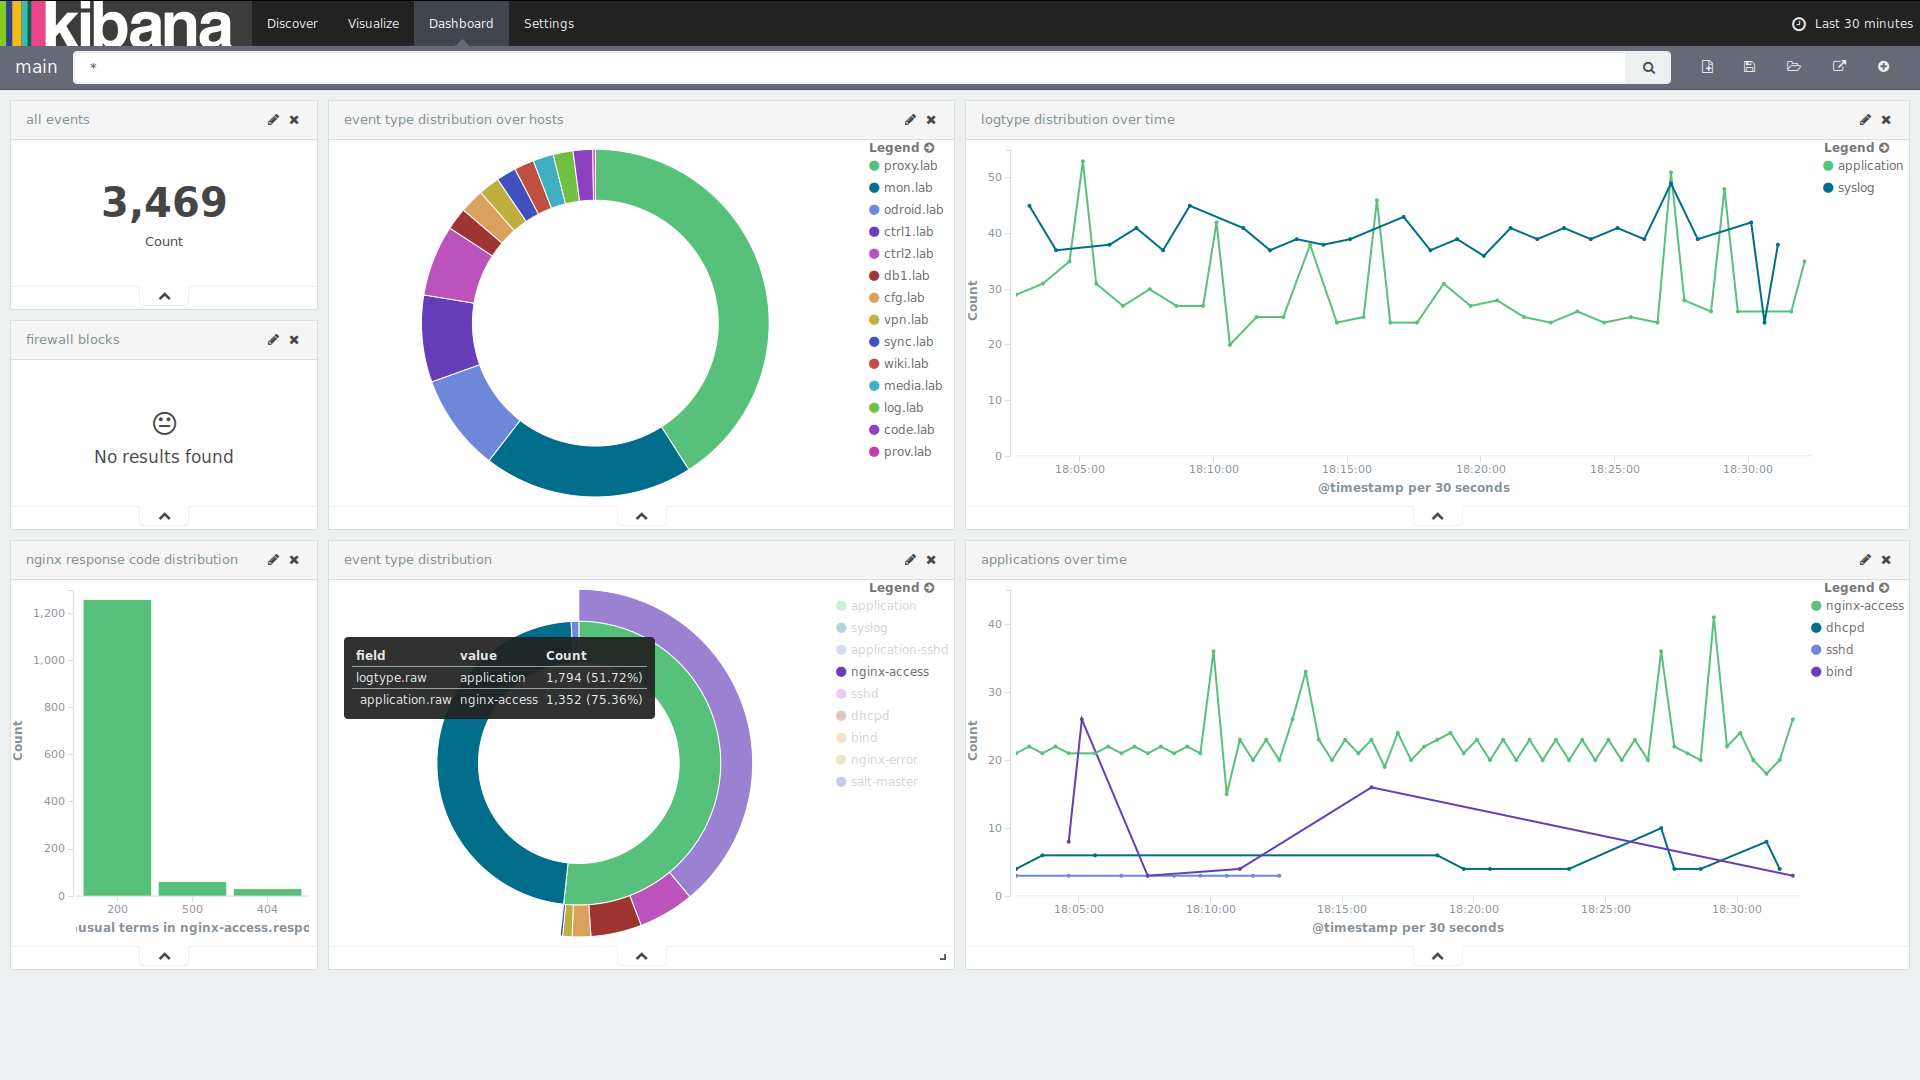 kibana
Discover
Visualize
Dashboard
Settings
Last 30 minutes
main
*
all events
3,469
Count
firewall blocks
No results found
event type distribution over hosts
Legend
proxy.lab
mon.lab
odroid.lab
ctrl1.lab
ctrl2.lab
db1.lab
cfg.lab
vpn.lab
sync.lab
wiki.lab
media.lab
log.lab
code.lab
prov.lab
logtype distribution over time
Legend
application
syslog
Count
50
40
30
20
10
0
18:05:00 18:10:00 18:15:00 18:20:00 18:25:00 18:30:00
@timestamp per 30 seconds
nginx response code distribution
Count
1,200
1,000
800
600
400
200
0
200 500 404
usual terms in nginx-access.respo
event type distribution
Legend
application
syslog
application-sshd
nginx-access
sshd
dhcpd
bind
nginx-error
salt-master
field value Count
logtype.raw application 1,794 (51.72%)
application.raw nginx-access 1,352 (75.36%)
applications over time
Legend
nginx-access
dhcpd
sshd
bind
Count
40
30
20
10
0
18:05:00 18:10:00 18:15:00 18:20:00 18:25:00 18:30:00
@timestamp per 30 seconds